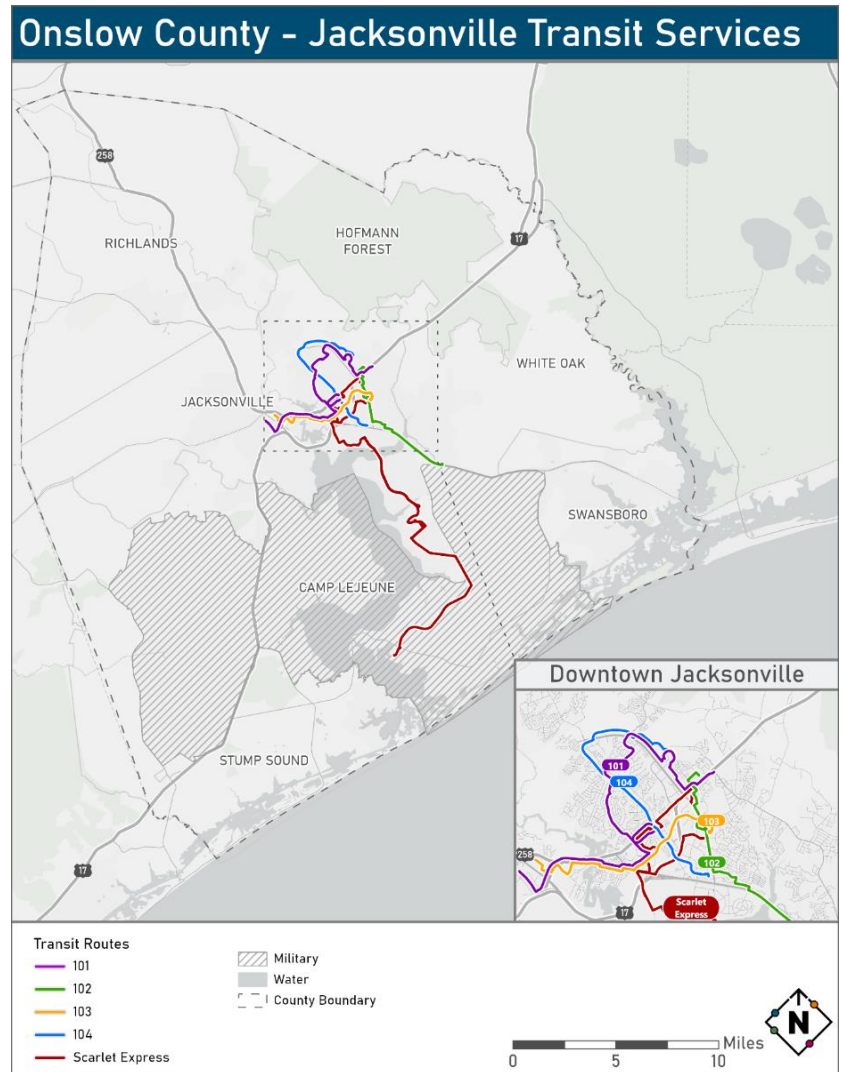 Onslow County - Jacksonville Transit Services
258
RICHLANDS
HOFMANN
FOREST
17
WHITE OAK
JACKSONVILLE
SWANSBORO
CAMP LEJEUNE
STUMP SOUND
17
Downtown Jacksonville
101
104
103
258
102
Scarlet
Express
17
Transit Routes
101
102
103
104
Scarlet Express
Military
Water
County Boundary
N
Miles
0 5 10